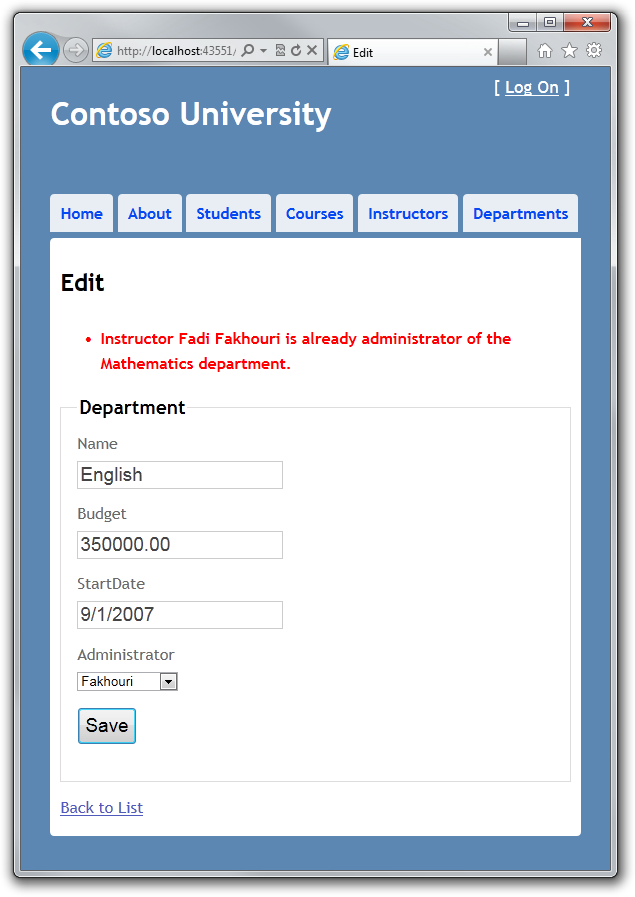 http://localhost:43551/
Edit
[ Log On ]
Contoso University
Home About Students Courses Instructors Departments
Edit
• Instructor Fadi Fakhouri is already administrator of the
Mathematics department.
Department
Name
English
Budget
350000.00
StartDate
9/1/2007
Administrator
Fakhouri
Save
Back to List